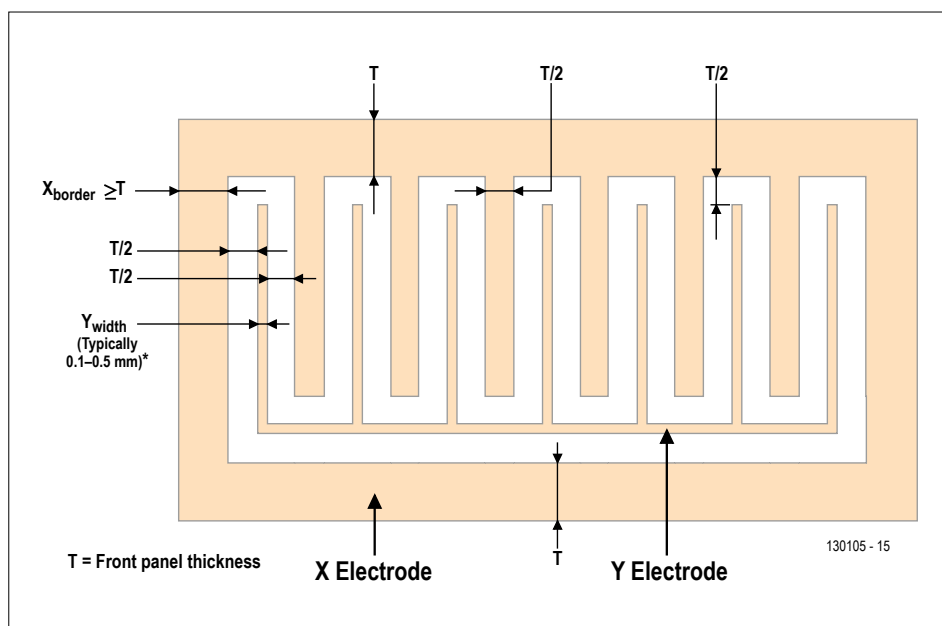 T
T/2
T/2
Xborder ≥T
T/2
T/2
Ywidth
(Typically
0.1–0.5 mm)*
T = Front panel thickness
X Electrode
T
Y Electrode
130105 - 15